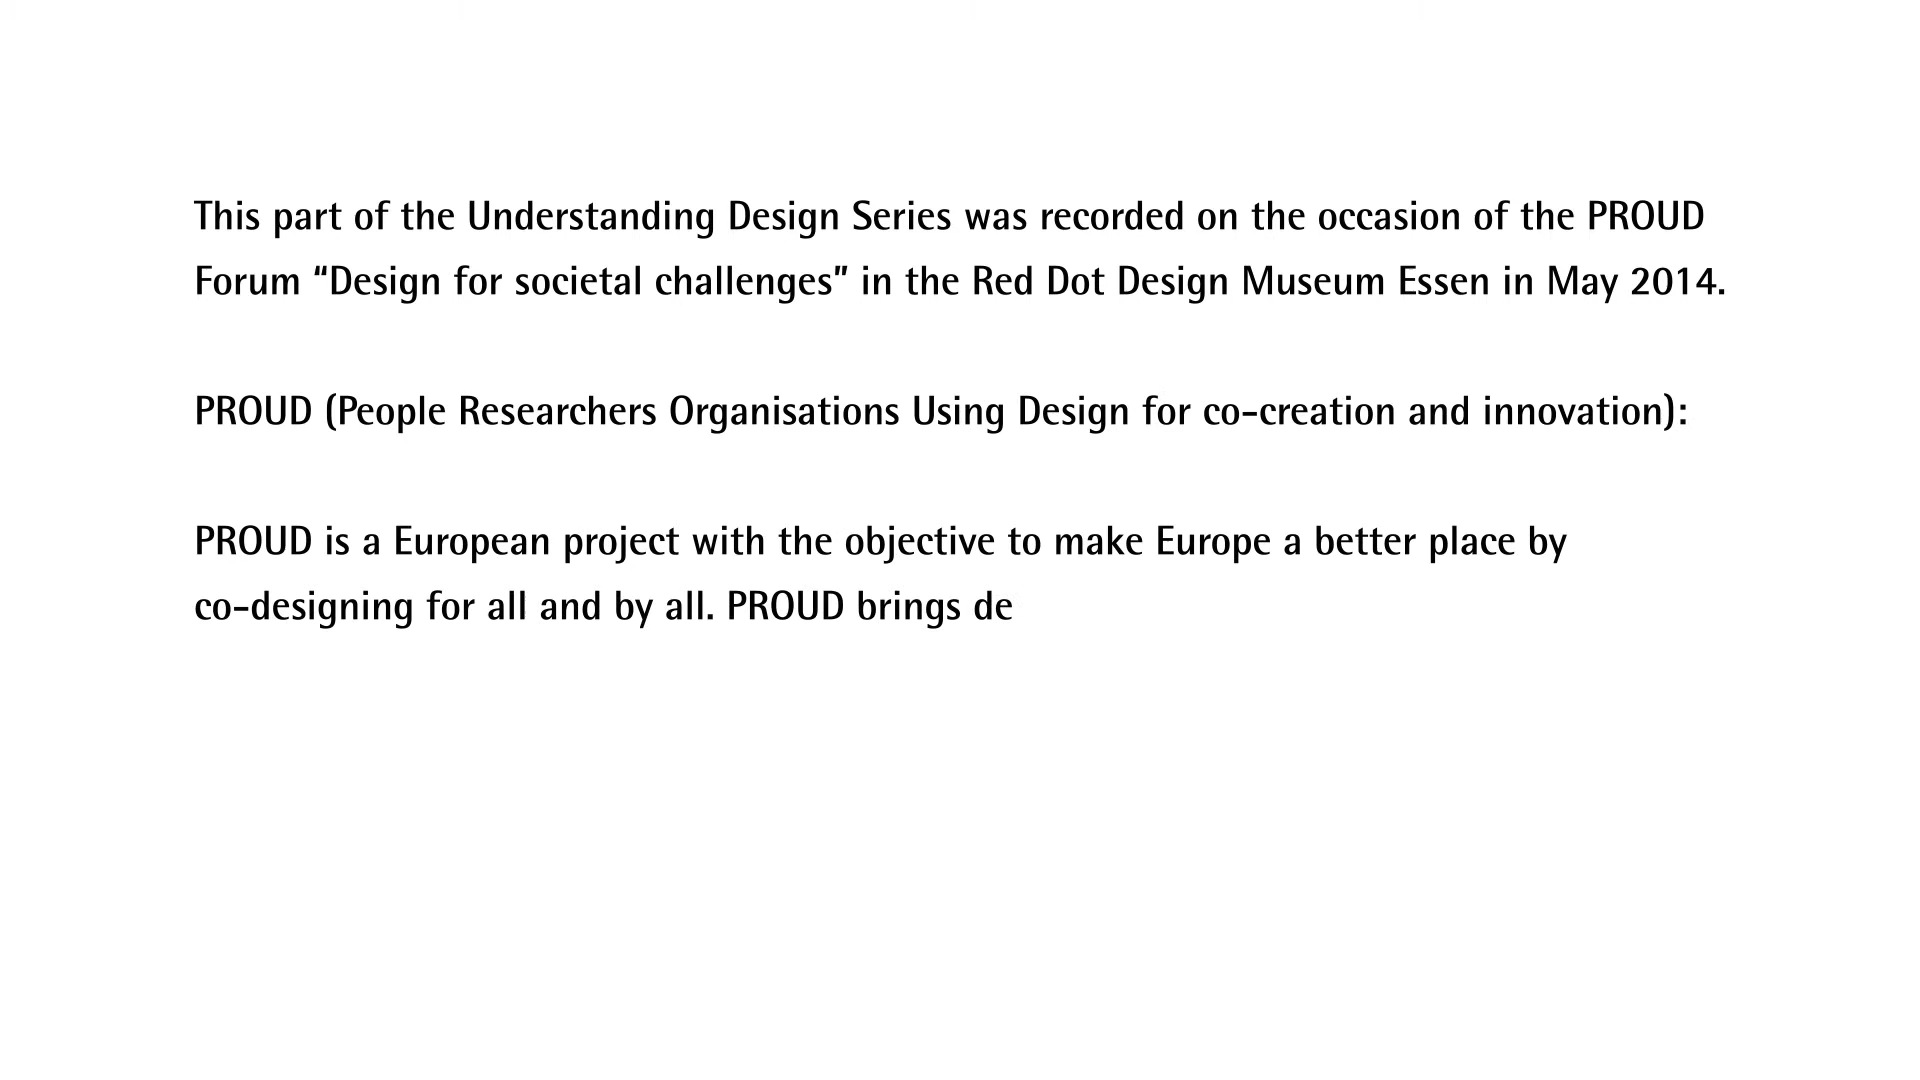 This part of the Understanding Design Series was recorded on the occasion of the PROUD
Forum “Design for societal challenges” in the Red Dot Design Museum Essen in May 2014.
PROUD (People Researchers Organisations Using Design for co-creation and innovation):
PROUD is a European project with the objective to make Europe a better place by
co-designing for all and by all. PROUD brings de